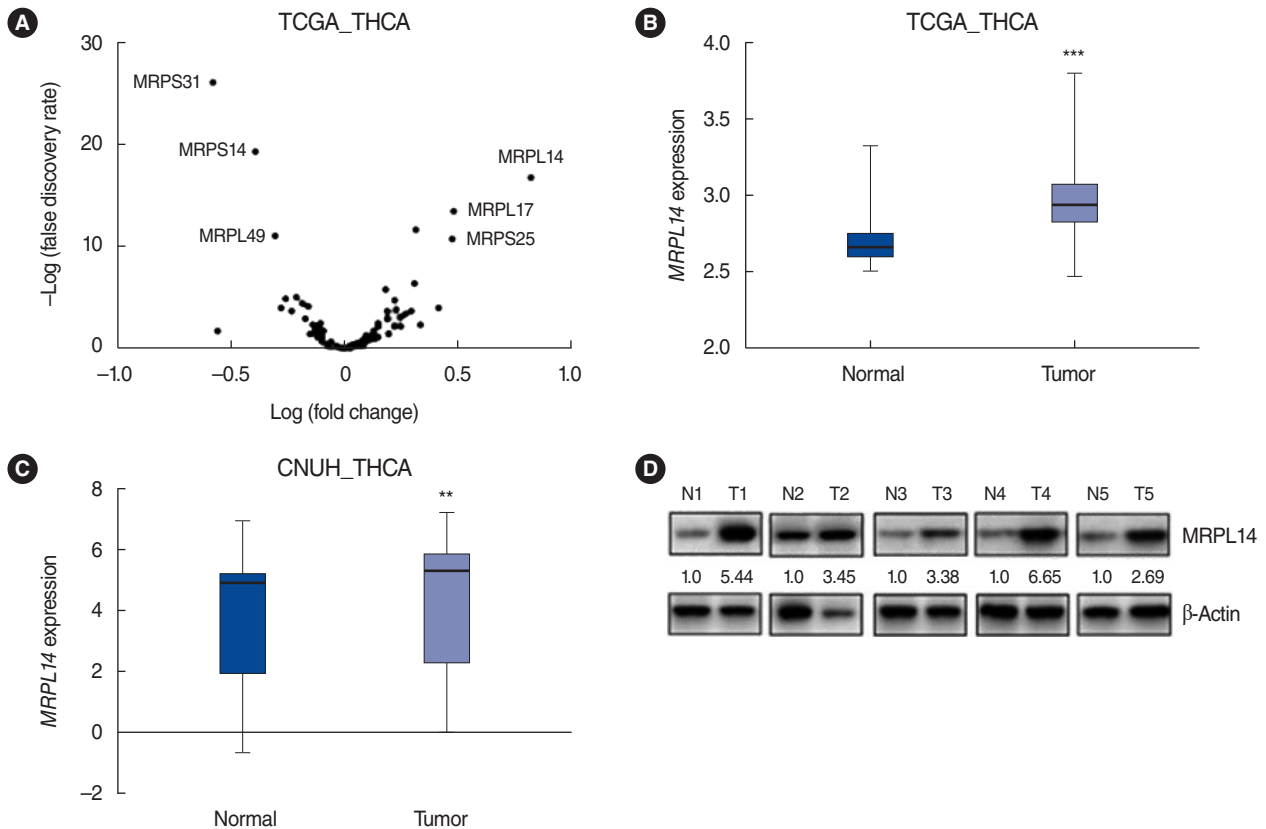 A
TCGA_THCA
–Log (false discovery rate)
30
20
10
0
–1.0
–0.5
0
0.5
1.0
Log (fold change)
MRPS31
MRPS14
MRPL49
MRPL14
MRPL17
MRPS25
B
TCGA_THCA
MRPL14 expression
4.0
3.5
3.0
2.5
2.0
***
Normal
Tumor
C
CNUH_THCA
MRPL14 expression
8
6
4
2
0
–2
**
Normal
Tumor
D
N1 T1 N2 T2 N3 T3 N4 T4 N5 T5
MRPL14
1.0 5.44 1.0 3.45 1.0 3.38 1.0 6.65 1.0 2.69
β-Actin